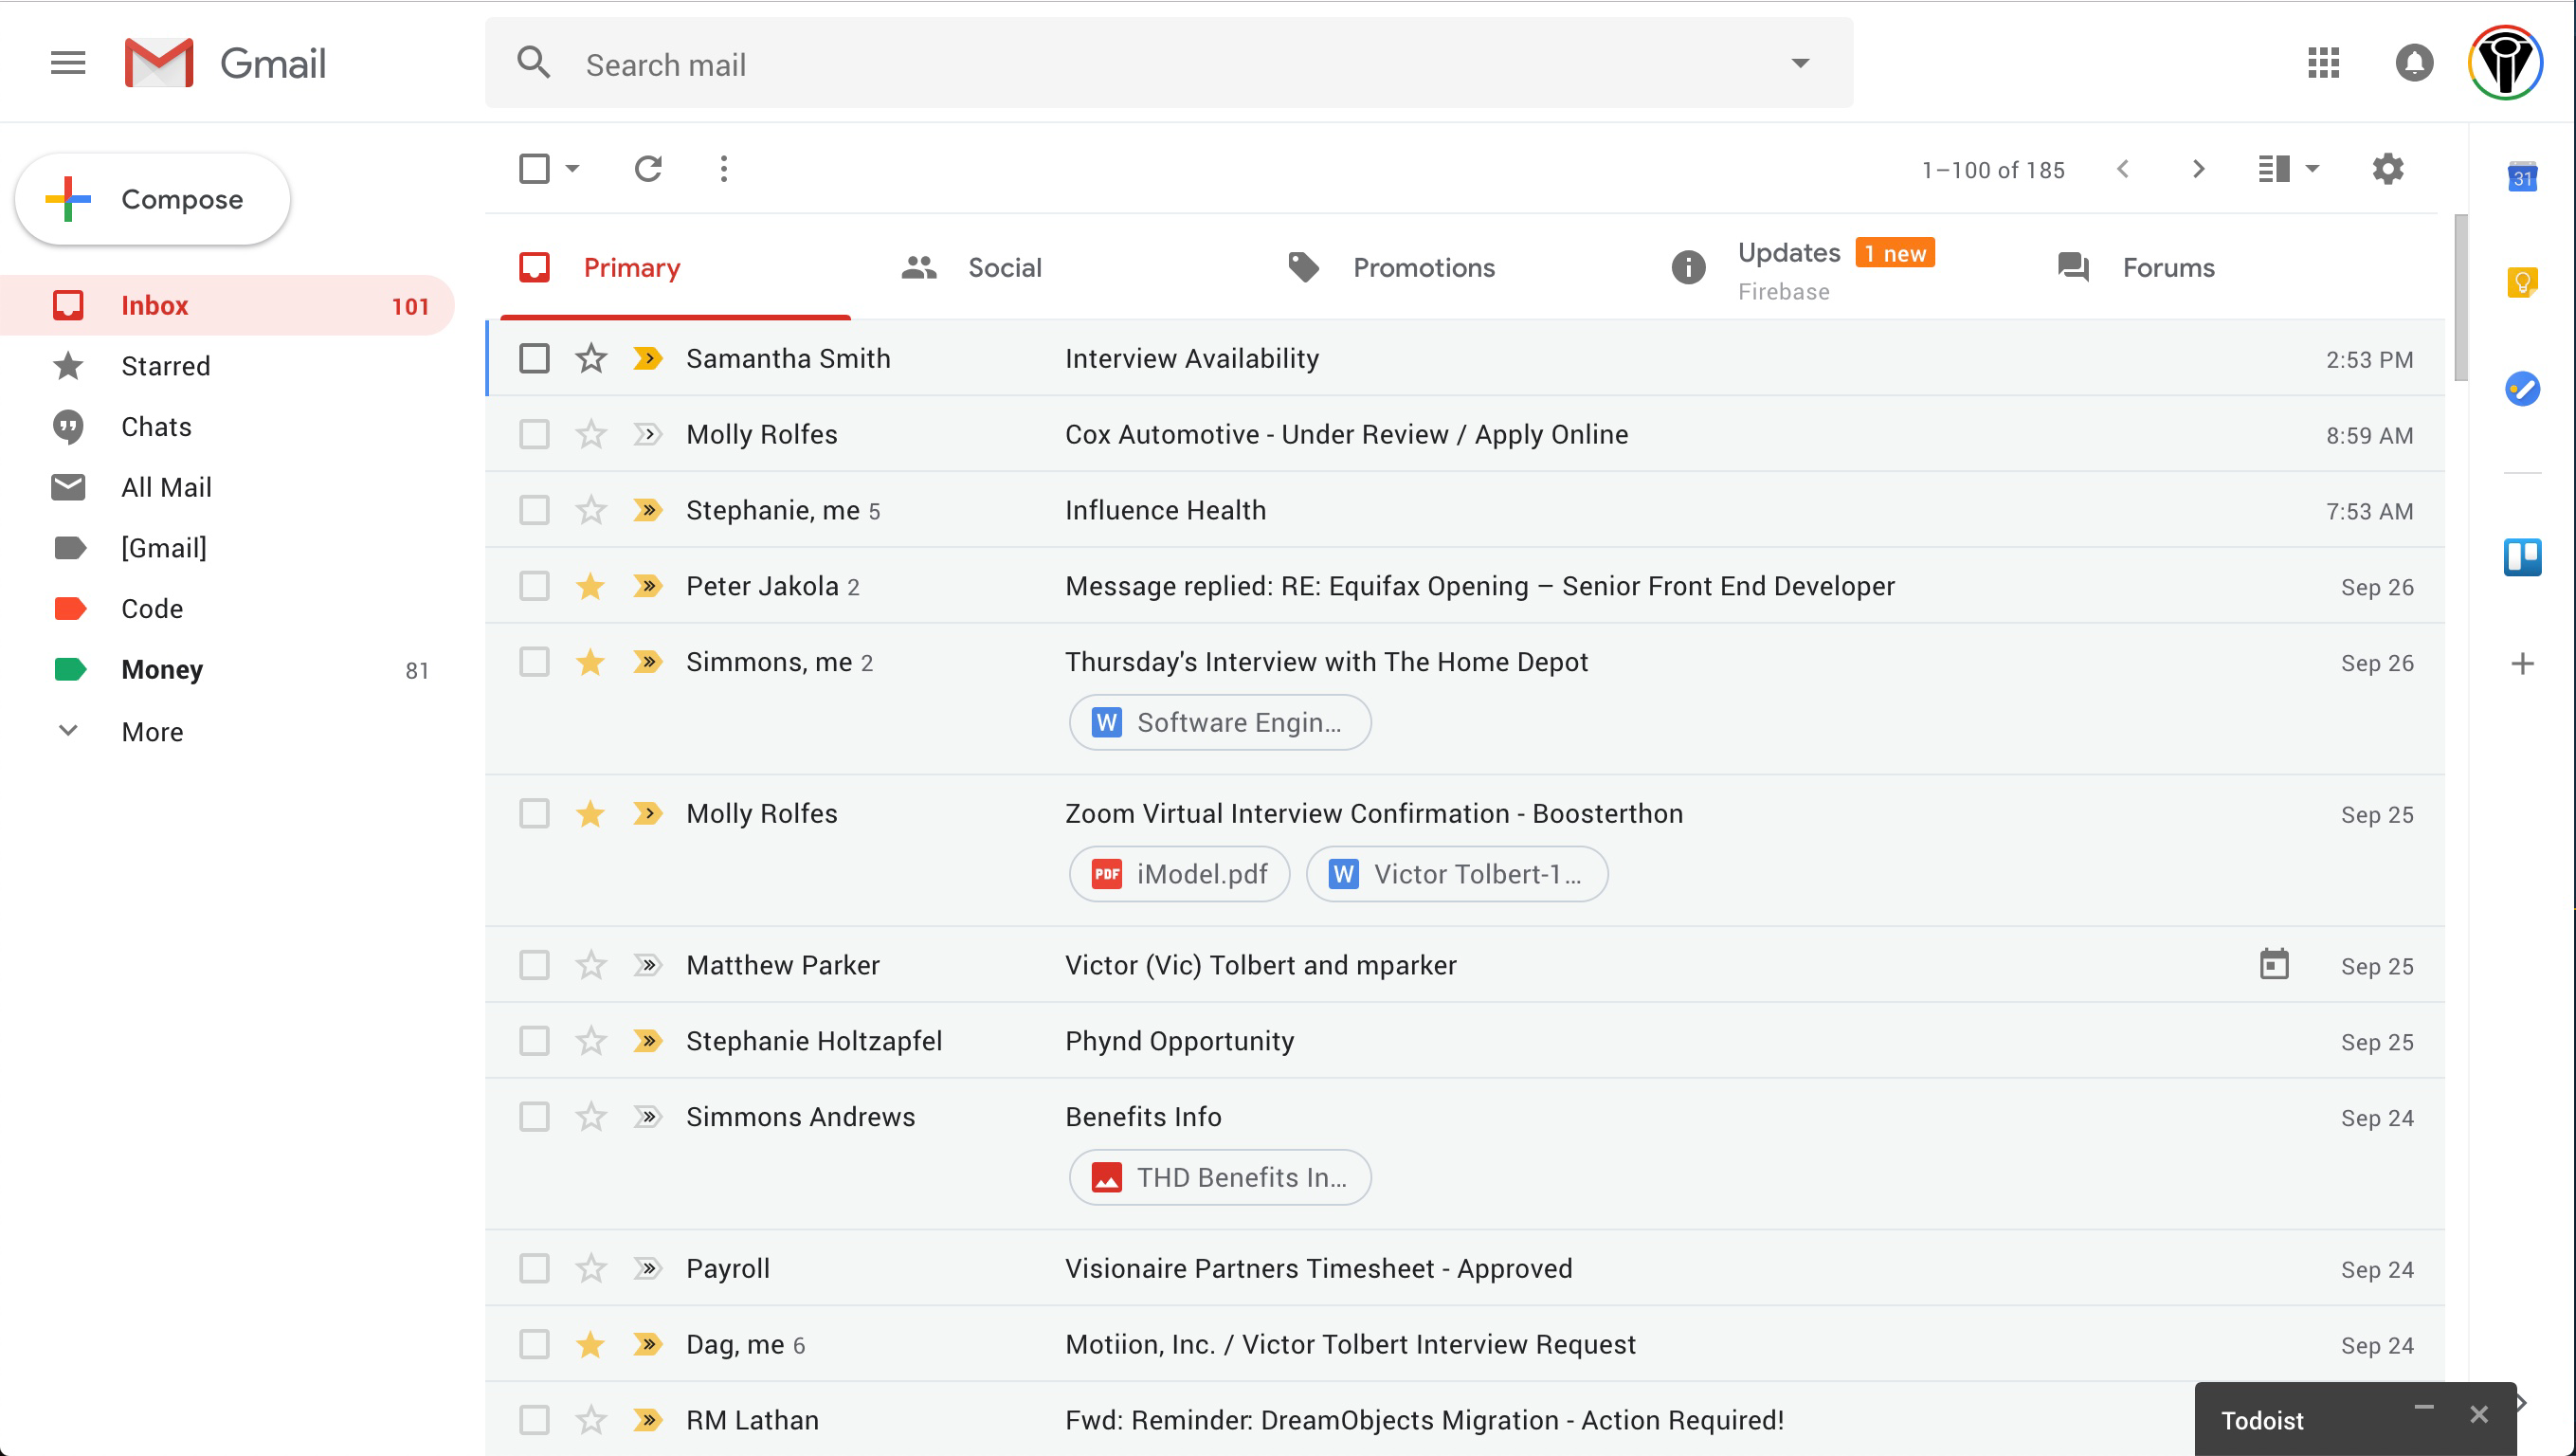 Gmail
Search mail
Compose
1–100 of 185
31
Primary
Social
Promotions
Updates 1 new
Firebase
Forums
Inbox 101
Starred
Chats
All Mail
[Gmail]
Code
Money 81
More
Samantha Smith Interview Availability 2:53 PM
Molly Rolfes Cox Automotive - Under Review / Apply Online 8:59 AM
Stephanie, me 5 Influence Health 7:53 AM
Peter Jakola 2 Message replied: RE: Equifax Opening – Senior Front End Developer Sep 26
Simmons, me 2 Thursday's Interview with The Home Depot Sep 26
W Software Engin...
Molly Rolfes Zoom Virtual Interview Confirmation - Boosterthon Sep 25
PDF iModel.pdf W Victor Tolbert-1...
Matthew Parker Victor (Vic) Tolbert and mparker Sep 25
Stephanie Holtzapfel Phynd Opportunity Sep 25
Simmons Andrews Benefits Info Sep 24
THD Benefits In...
Payroll Visionaire Partners Timesheet - Approved Sep 24
Dag, me 6 Motiion, Inc. / Victor Tolbert Interview Request Sep 24
RM Lathan Fwd: Reminder: DreamObjects Migration - Action Required!
Todoist